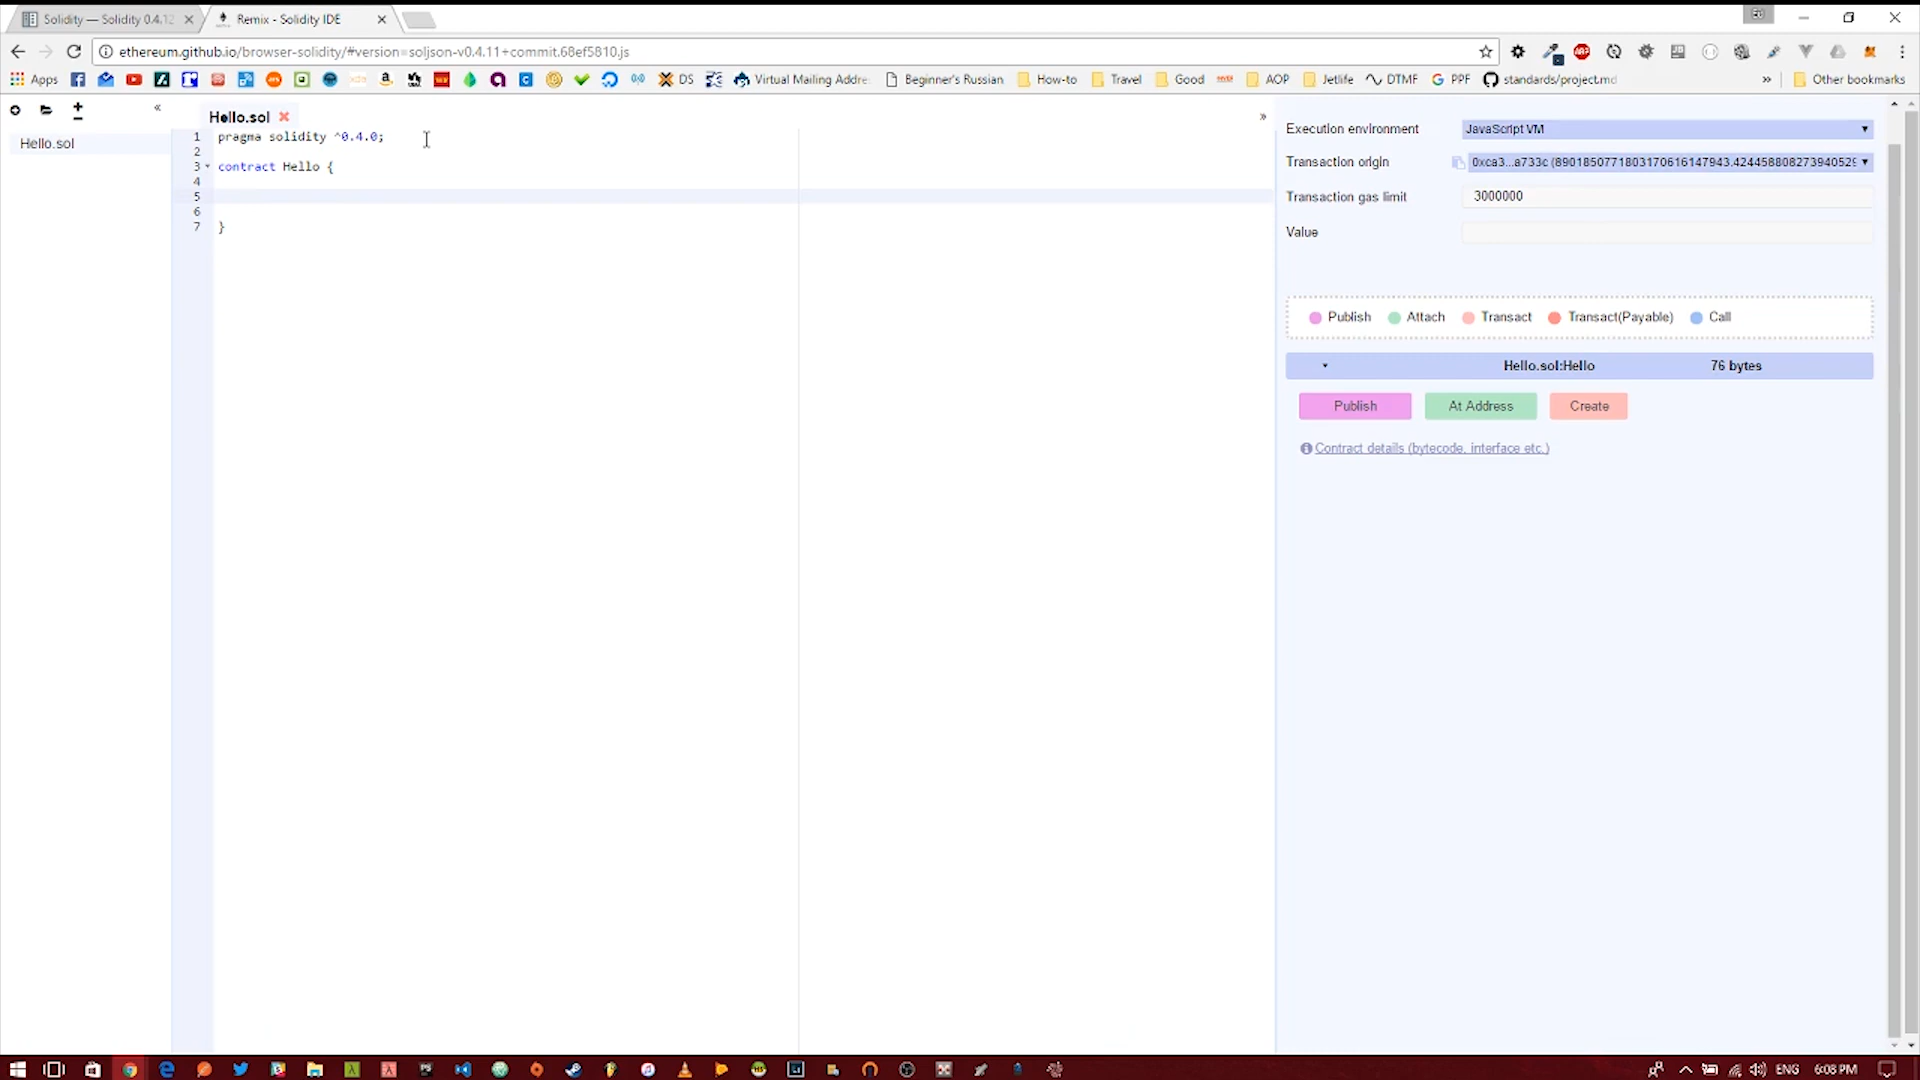 Solidity — Solidity 0.4.12
Remix - Solidity IDE
ethereum.github.io/browser-solidity/#version=soljson-v0.4.11+commit.68ef5810.js
Apps
DS
Virtual Mailing Addre
Beginner's Russian
How-to
Travel
Good
AOP
Jetlife
DTMF
PPF
standards/project.md
»
Other bookmarks
«
Hello.sol
Hello.sol
»
1 pragma solidity ^0.4.0;
2
3 contract Hello {
4
5
6
7 }
Execution environment
JavaScript VM
Transaction origin
0xca3...a733c (8901850771803170616147943.424458808273940529
Transaction gas limit
3000000
Value
Publish
Attach
Transact
Transact(Payable)
Call
Hello.sol:Hello
76 bytes
Publish
At Address
Create
Contract details (bytecode, interface etc.)
ENG
6:08 PM